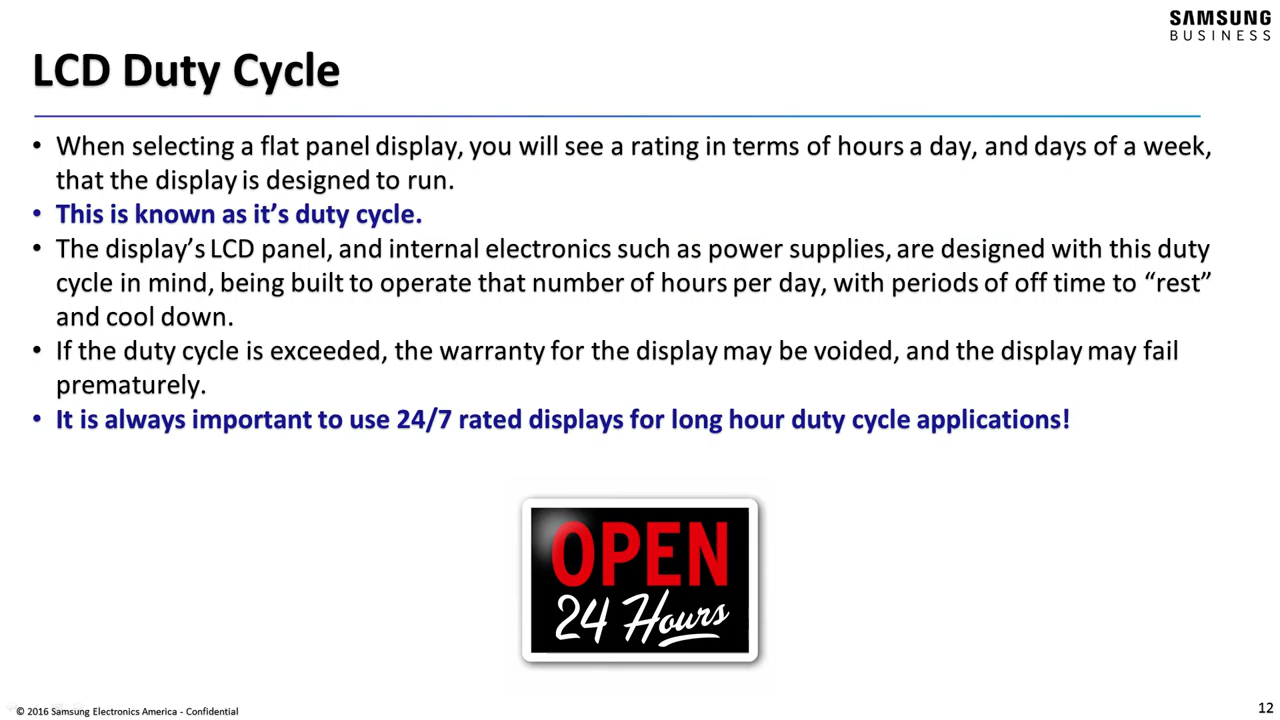 SAMSUNG
BUSINESS
LCD Duty Cycle
• When selecting a flat panel display, you will see a rating in terms of hours a day, and days of a week,
that the display is designed to run.
• This is known as it’s duty cycle.
• The display’s LCD panel, and internal electronics such as power supplies, are designed with this duty
cycle in mind, being built to operate that number of hours per day, with periods of off time to “rest”
and cool down.
• If the duty cycle is exceeded, the warranty for the display may be voided, and the display may fail
prematurely.
• It is always important to use 24/7 rated displays for long hour duty cycle applications!
OPEN
24 Hours
© 2016 Samsung Electronics America - Confidential
12